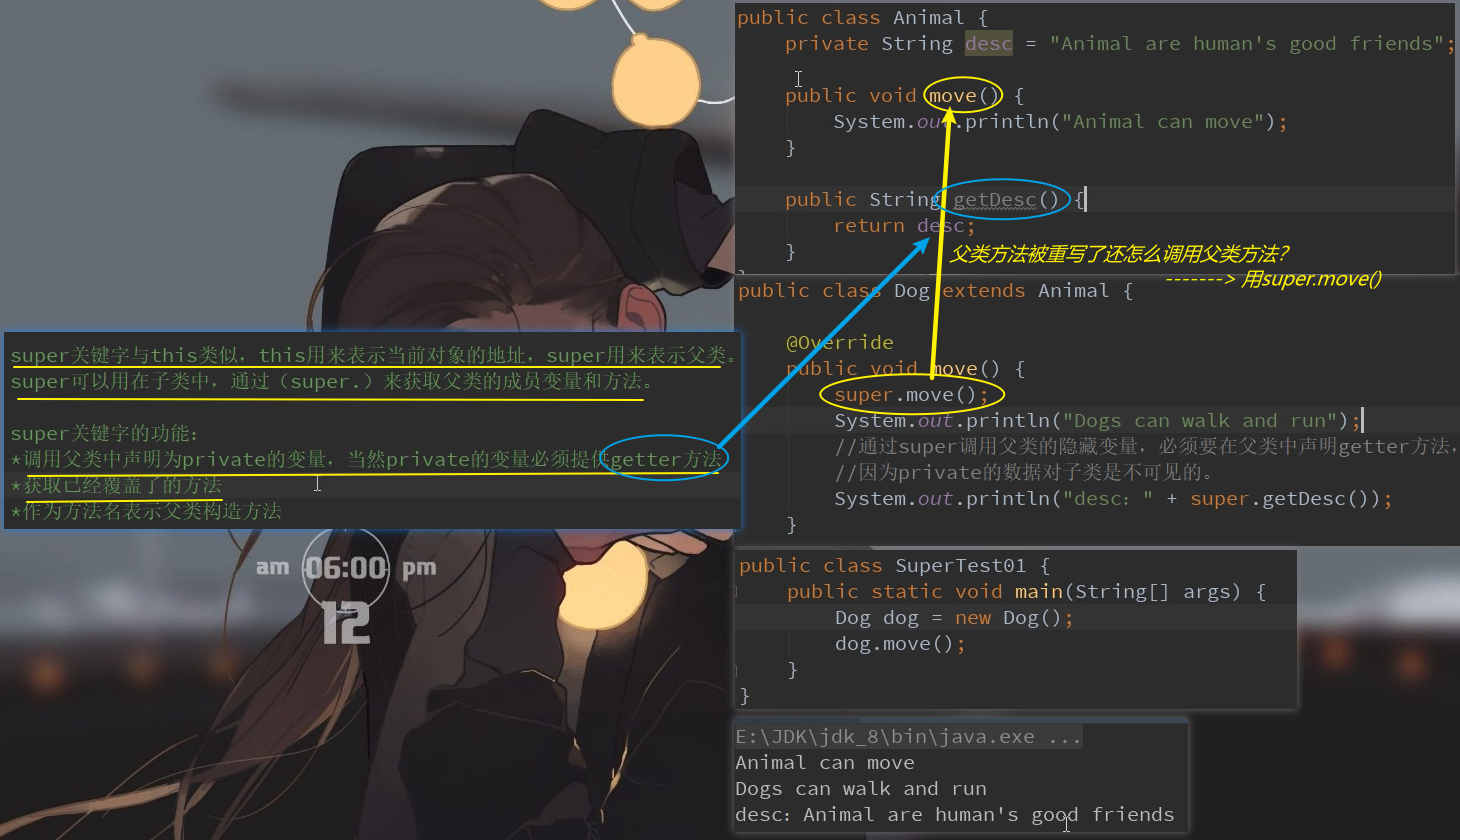 public class Animal {
private String desc = "Animal are human's good friends";
public void move() {
System.out.println("Animal can move");
}
public String getDesc() {
return desc;
}
父类方法被重写了还怎么调用父类方法?
-------> 用super.move()
public class Dog extends Animal {
@Override
public void move() {
super.move();
System.out.println("Dogs can walk and run");
//通过super调用父类的隐藏变量，必须要在父类中声明getter方法，
//因为private的数据对子类是不可见的。
System.out.println("desc：" + super.getDesc());
}
super关键字与this类似，this用来表示当前对象的地址，super用来表示父类。
super可以用在子类中，通过（super.）来获取父类的成员变量和方法。
super关键字的功能：
*调用父类中声明为private的变量，当然private的变量必须提供getter方法
*获取已经覆盖了的方法
*作为方法名表示父类构造方法
am 06:00 pm
12
public class SuperTest01 {
public static void main(String[] args) {
Dog dog = new Dog();
dog.move();
}
}
E:\JDK\jdk_8\bin\java.exe ...
Animal can move
Dogs can walk and run
desc：Animal are human's good friends